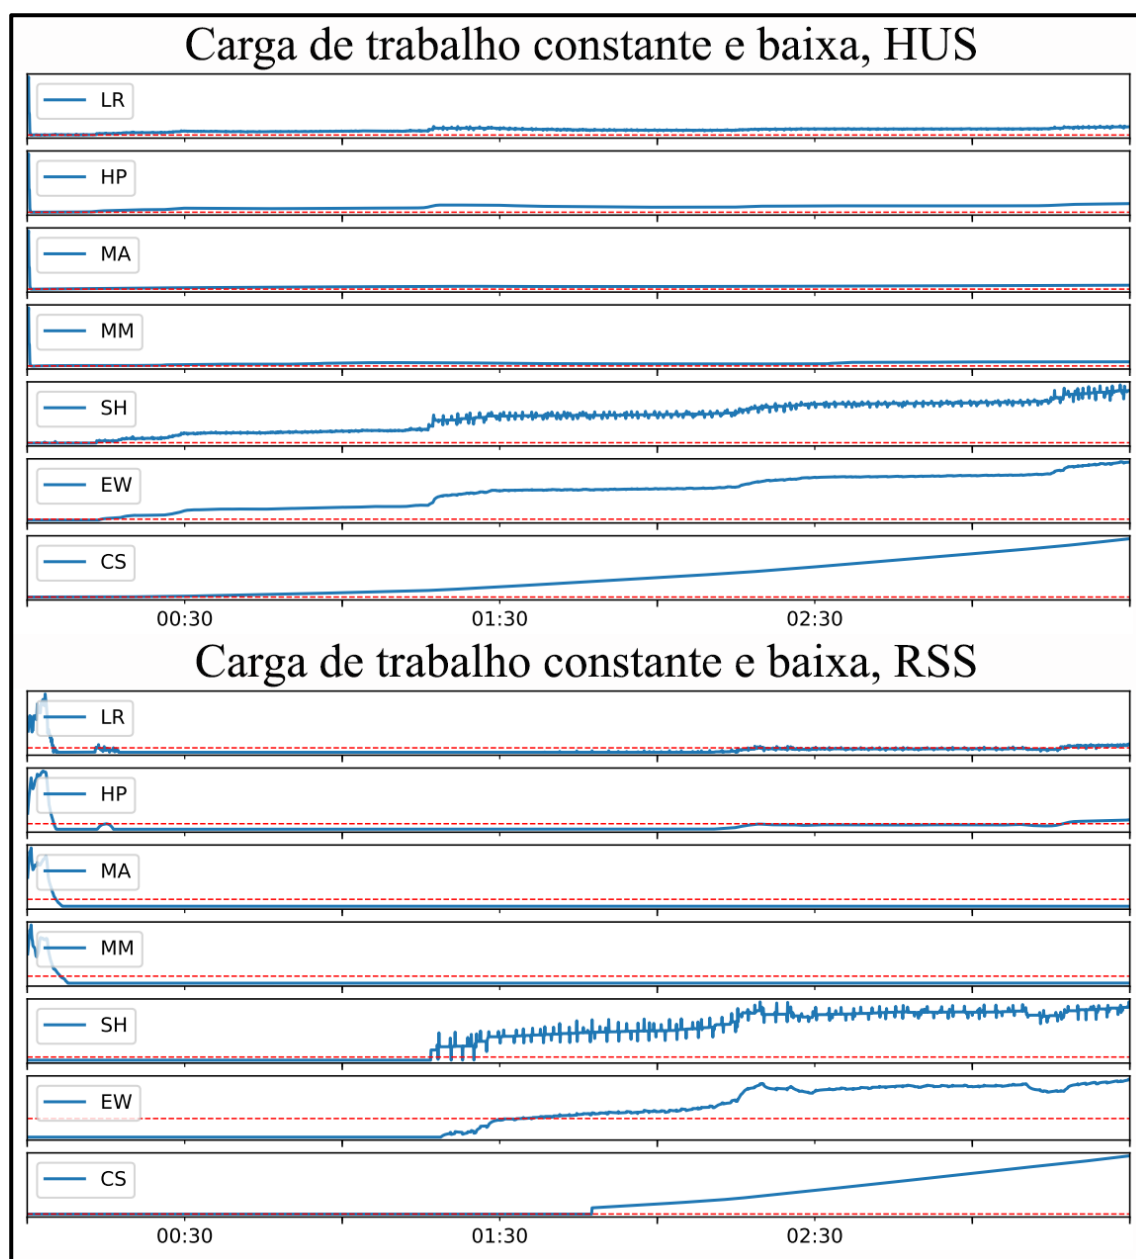 Carga de trabalho constante e baixa, HUS
LR
HP
MA
MM
SH
EW
CS
00:30 01:30 02:30
Carga de trabalho constante e baixa, RSS
LR
HP
MA
MM
SH
EW
CS
00:30 01:30 02:30